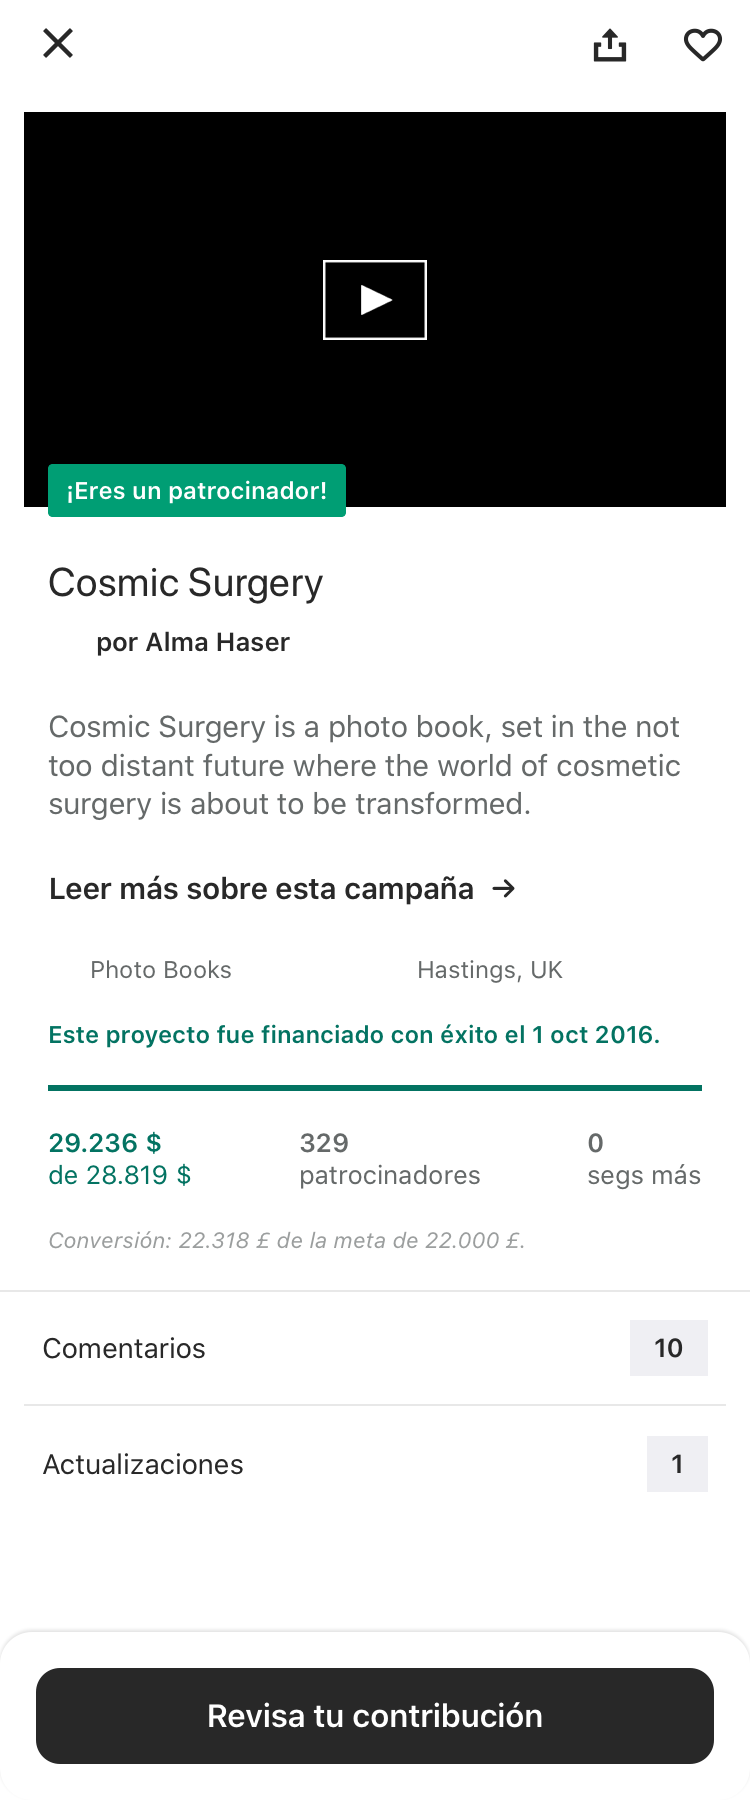 ¡Eres un patrocinador!
Cosmic Surgery
por Alma Haser
Cosmic Surgery is a photo book, set in the not
too distant future where the world of cosmetic
surgery is about to be transformed.
Leer más sobre esta campaña →
Photo Books
Hastings, UK
Este proyecto fue financiado con éxito el 1 oct 2016.
29.236 $
de 28.819 $
329
patrocinadores
0
segs más
Conversión: 22.318 £ de la meta de 22.000 £.
Comentarios
10
Actualizaciones
1
Revisa tu contribución